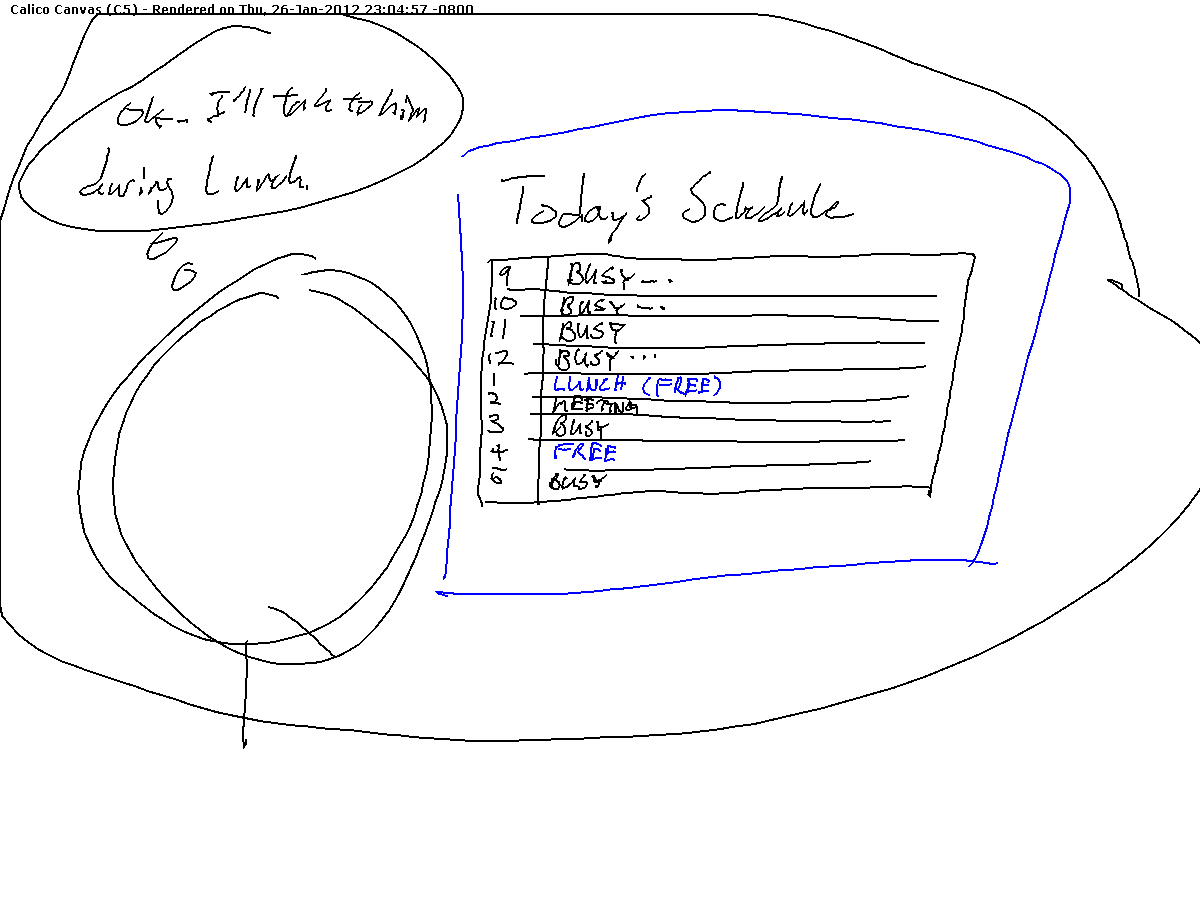 Calico Canvas (C5) - Rendered on Thu, 26-Jan-2012 23:04:57 -0800
Ok- I'll talk to him
during Lunch.
Today's Schedule
9 BUSY -- .
10 BUSY -- .
11 BUSY
12 BUSY ...
1 LUNCH (FREE)
2 MEETING
3 BUSY
4 FREE
5 BUSY